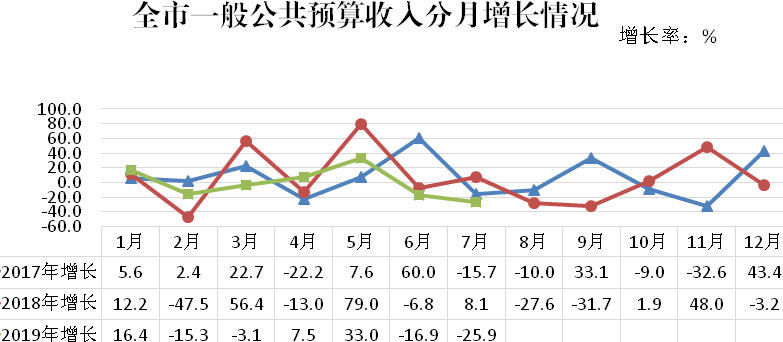 全市一般公共预算收入分月增长情况
增长率：%
100.0
80.0
60.0
40.0
20.0
0.0
-20.0
-40.0
-60.0
1月 2月 3月 4月 5月 6月 7月 8月 9月 10月 11月 12月
2017年增长 5.6 2.4 22.7 -22.2 7.6 60.0 -15.7 -10.0 33.1 -9.0 -32.6 43.4
2018年增长 12.2 -47.5 56.4 -13.0 79.0 -6.8 8.1 -27.6 -31.7 1.9 48.0 -3.2
2019年增长 16.4 -15.3 -3.1 7.5 33.0 -16.9 -25.9